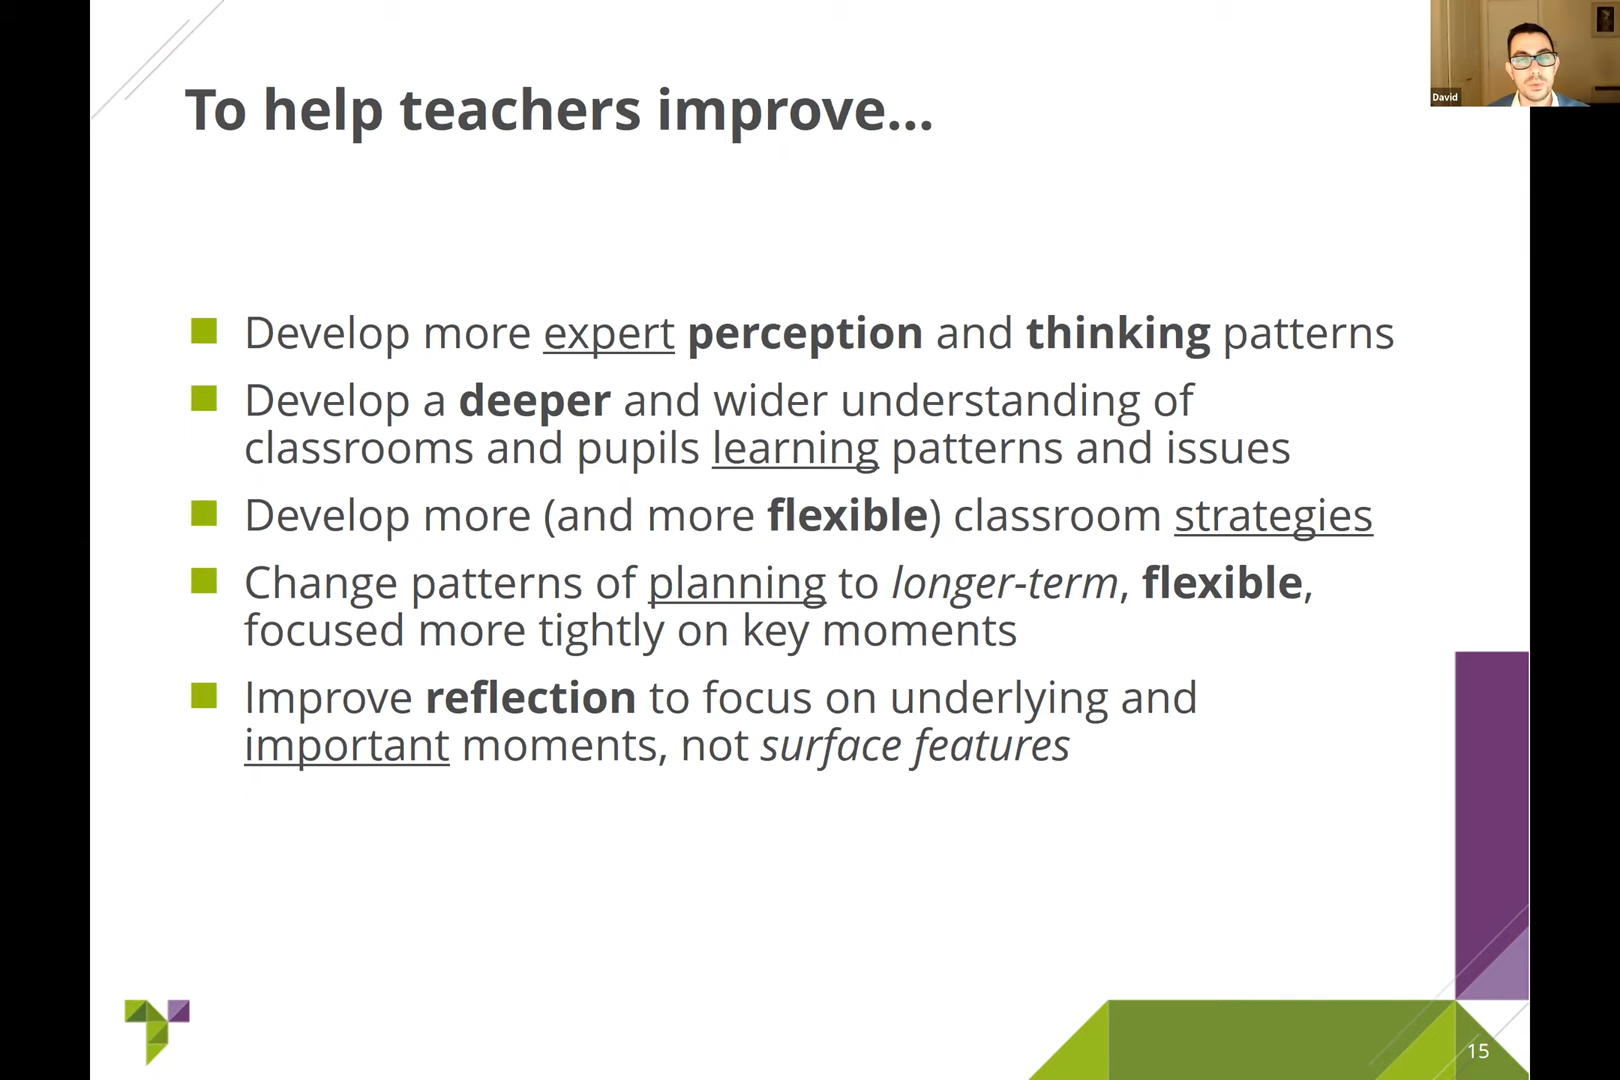 To help teachers improve...
David
Develop more expert perception and thinking patterns
Develop a deeper and wider understanding of
classrooms and pupils learning patterns and issues
Develop more (and more flexible) classroom strategies
Change patterns of planning to longer-term, flexible,
focused more tightly on key moments
Improve reflection to focus on underlying and
important moments, not surface features
15